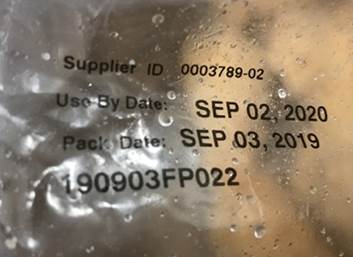 Supplier ID 0003789-02
Use By Date: SEP 02, 2020
Pack Date: SEP 03, 2019
190903FP022